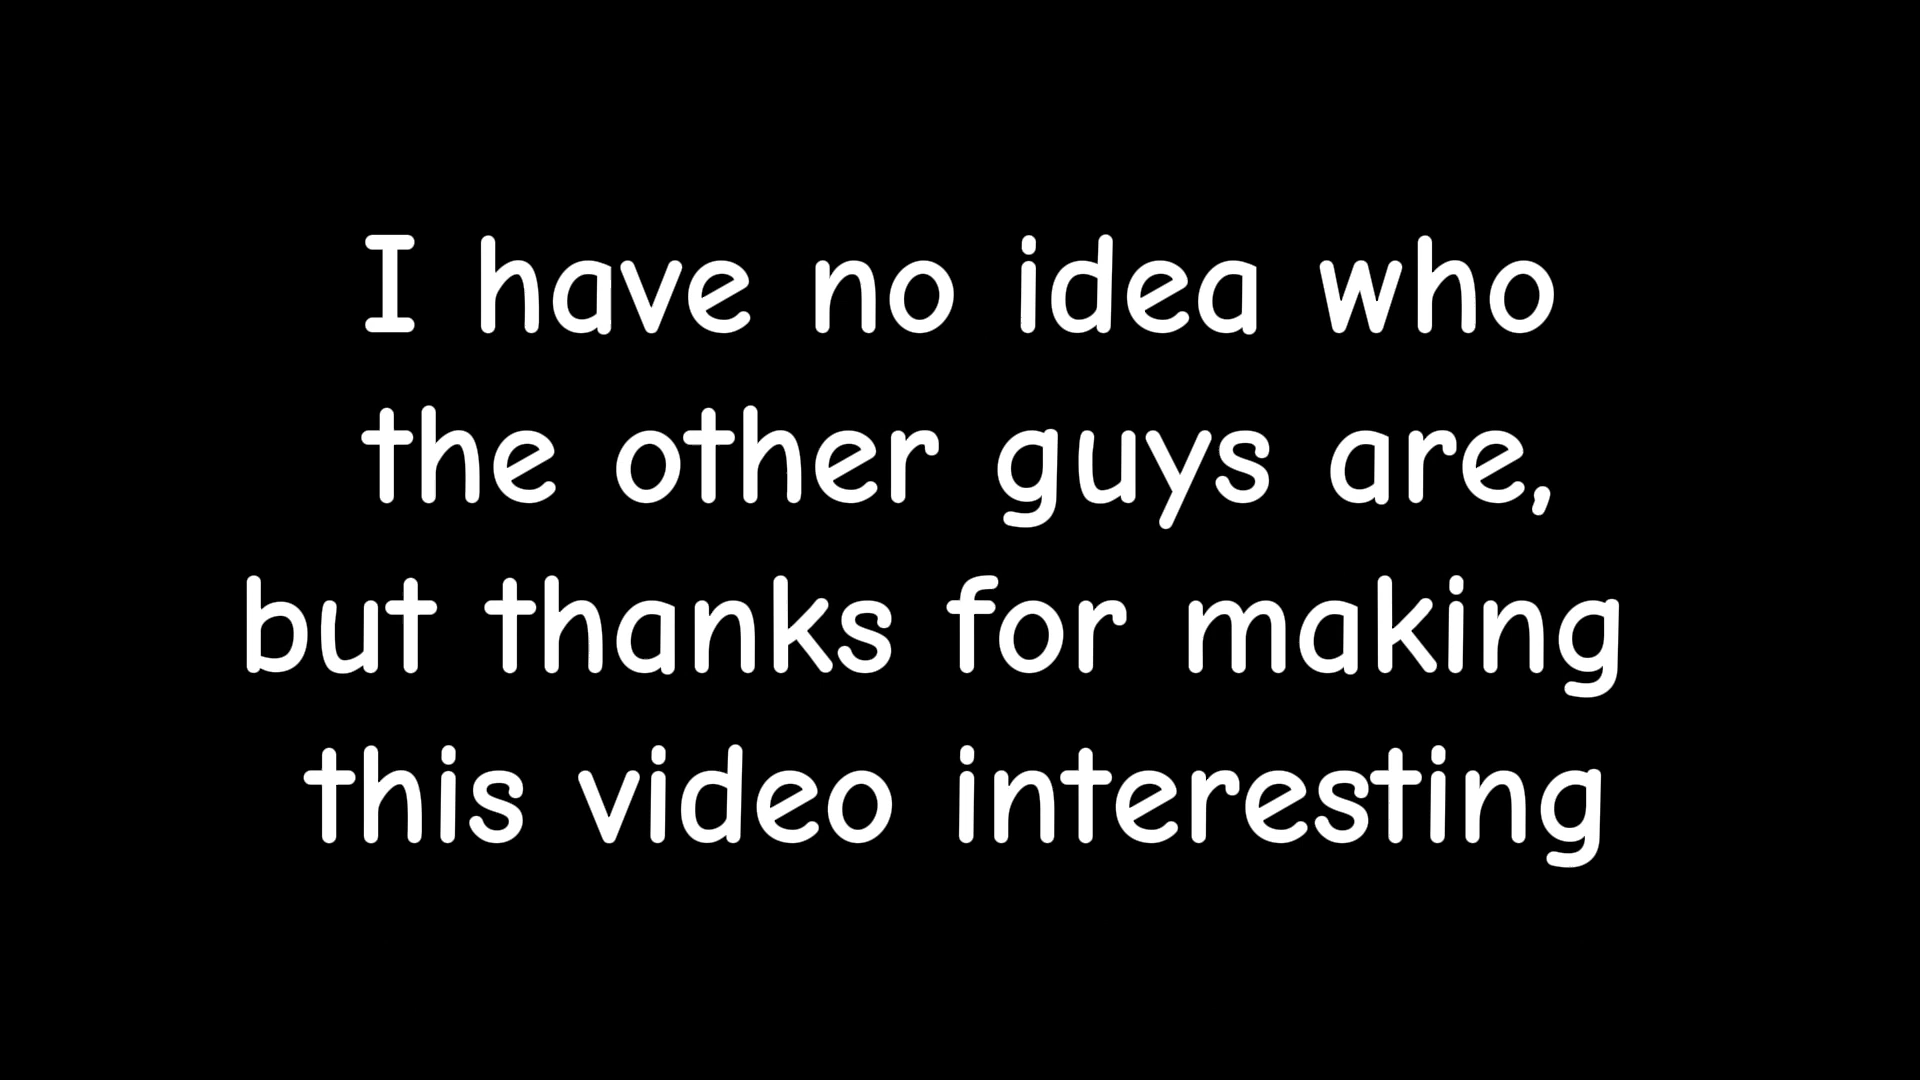 I have no idea who
the other guys are,
but thanks for making
this video interesting